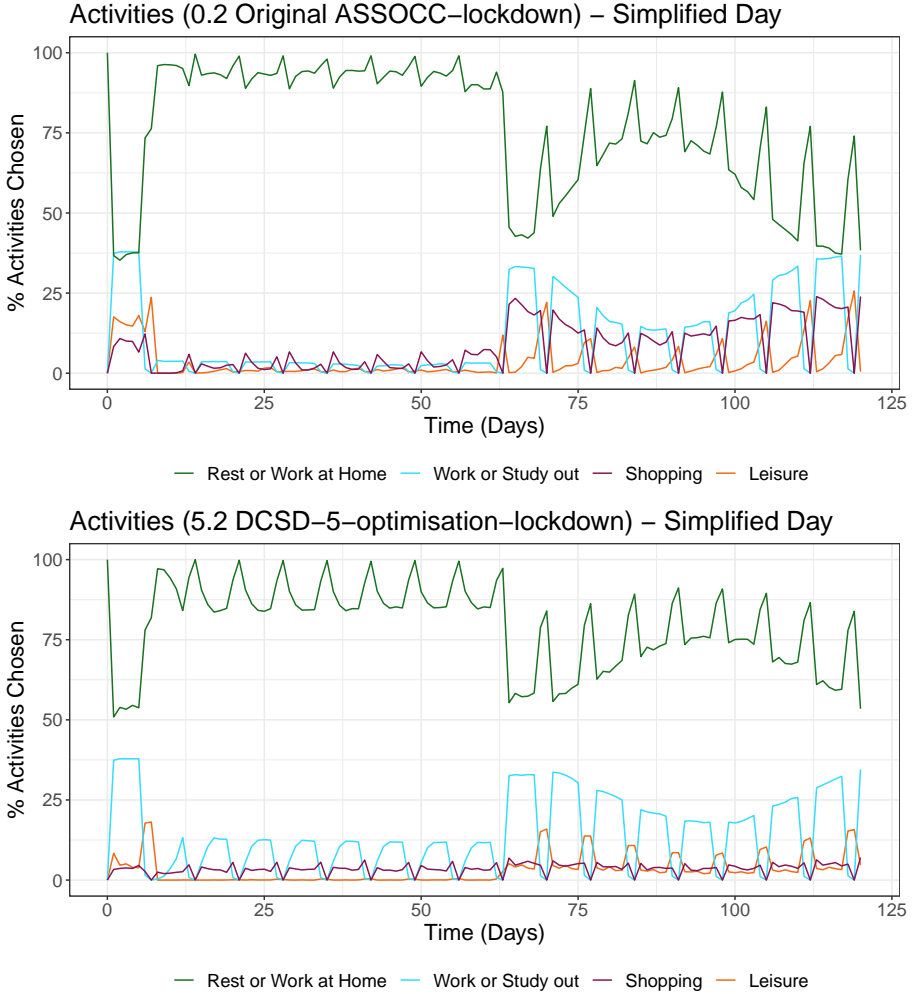 Activities (0.2 Original ASSOCC−lockdown) − Simplified Day
% Activities Chosen
100
75
50
25
0
0 25 50 75 100 125
Time (Days)
Rest or Work at Home Work or Study out Shopping Leisure
Activities (5.2 DCSD−5−optimisation−lockdown) − Simplified Day
% Activities Chosen
100
75
50
25
0
0 25 50 75 100 125
Time (Days)
Rest or Work at Home Work or Study out Shopping Leisure